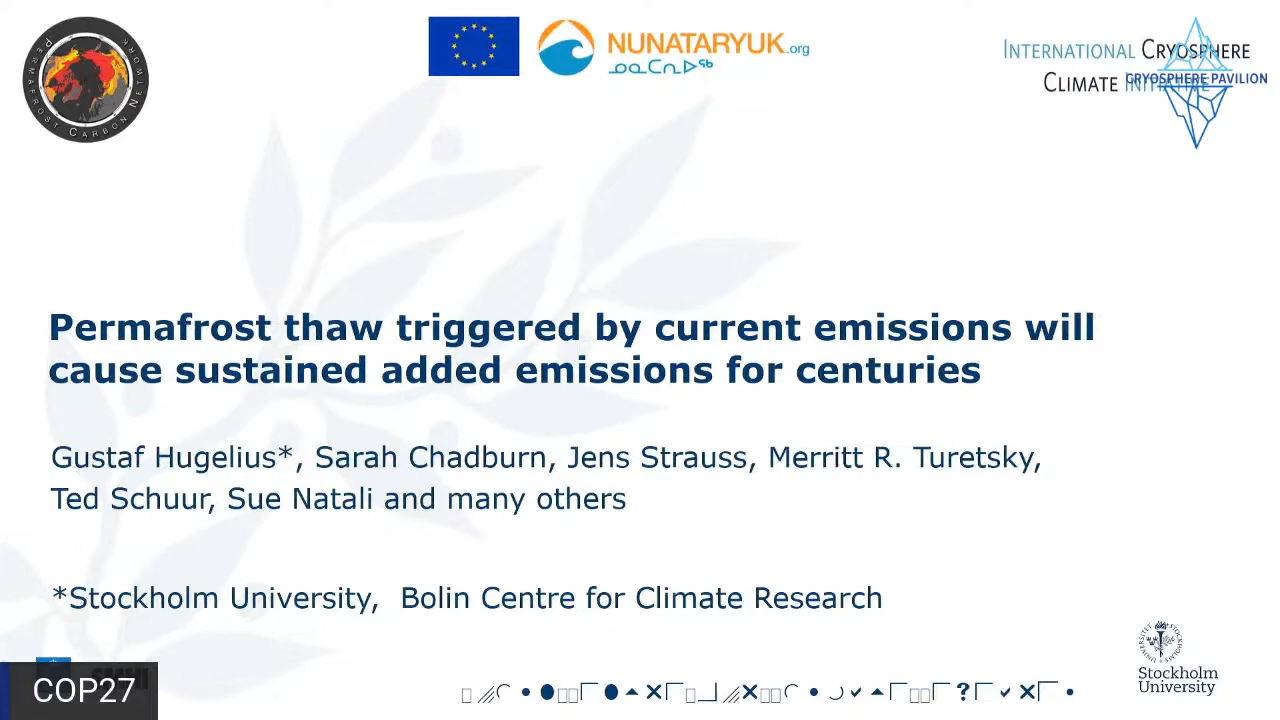 PERMAFROST CARBON NETWORK
NUNATARYUK.org
ᓄᓇᑕᕆᐅᖅ
INTERNATIONAL CRYOSPHERE
CLIMATE INITIATIVE
CRYOSPHERE PAVILION
Permafrost thaw triggered by current emissions will
cause sustained added emissions for centuries
Gustaf Hugelius*, Sarah Chadburn, Jens Strauss, Merritt R. Turetsky,
Ted Schuur, Sue Natali and many others
*Stockholm University, Bolin Centre for Climate Research
Stockholm
University
COP27